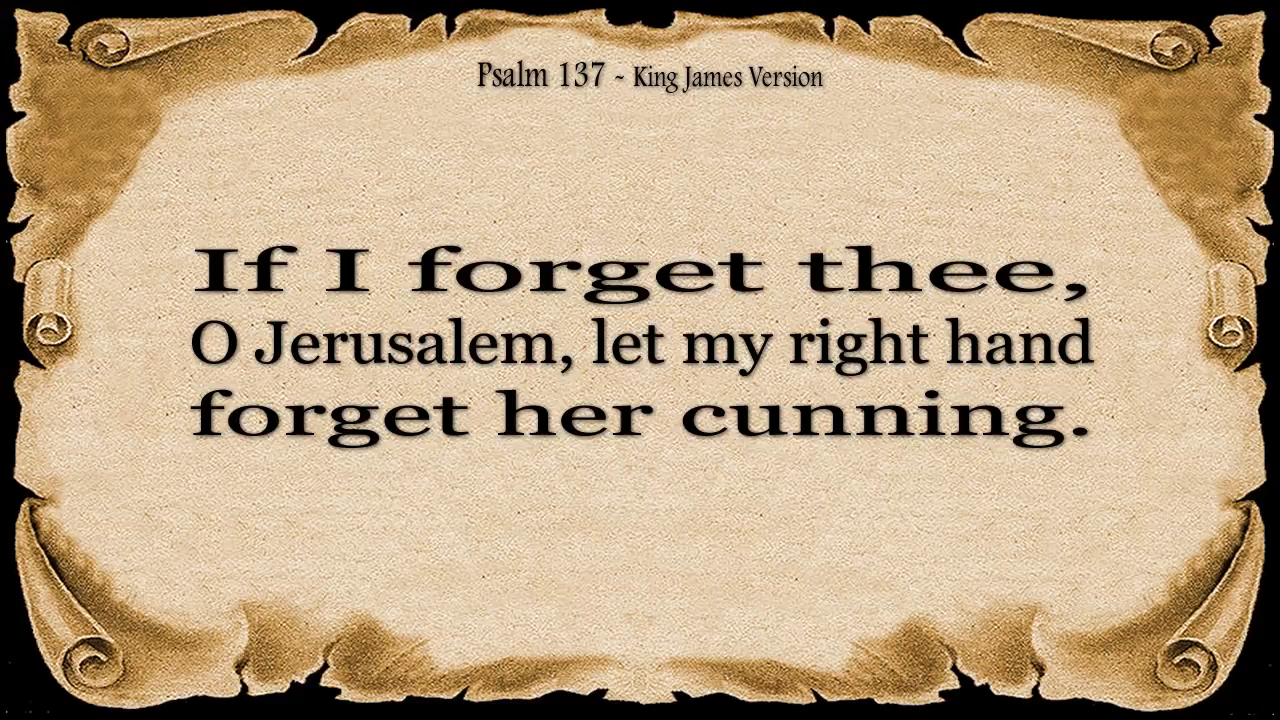 Psalm 137 - King James Version
If I forget thee,
O Jerusalem, let my right hand
forget her cunning.